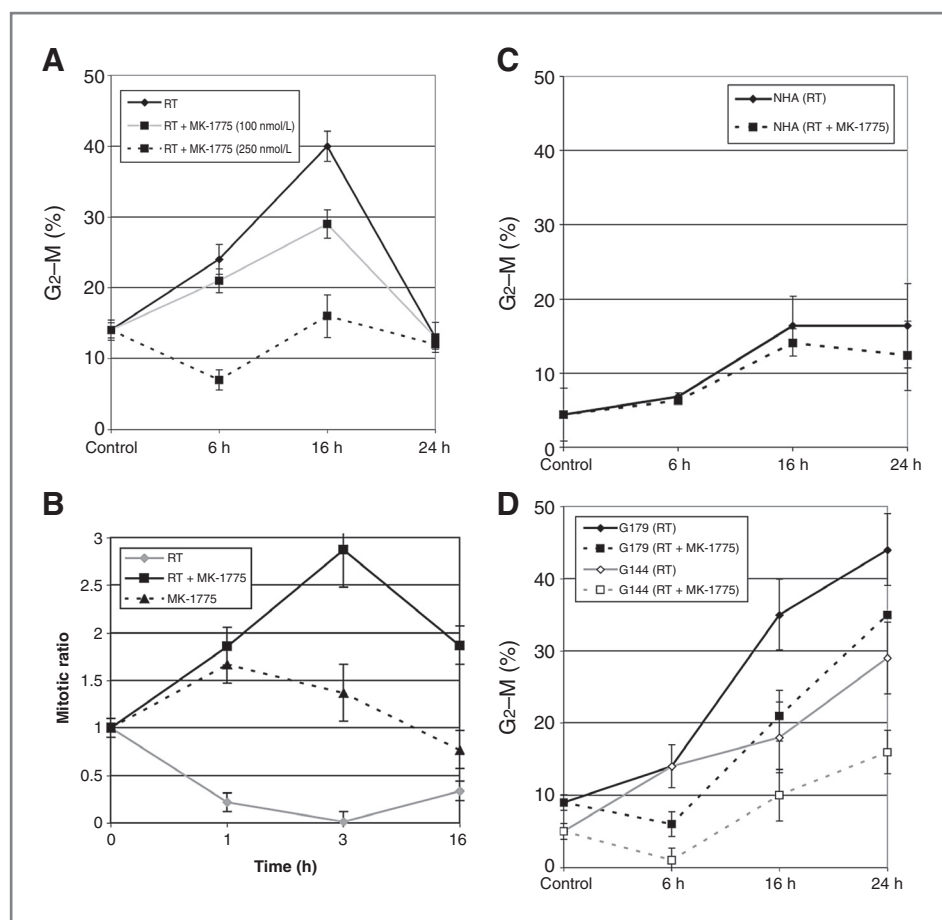 A
50
40
30
20
10
0
G2–M (%)
RT
RT + MK-1775 (100 nmol/L)
RT + MK-1775 (250 nmol/L
Control 6 h 16 h 24 h
C
50
40
30
20
10
0
G2–M (%)
NHA (RT)
NHA (RT + MK-1775)
Control 6 h 16 h 24 h
B
3
2.5
2
1.5
1
0.5
0
Mitotic ratio
RT
RT + MK-1775
MK-1775
0 1 3 16
Time (h)
D
50
40
30
20
10
0
G2–M (%)
G179 (RT)
G179 (RT + MK-1775)
G144 (RT)
G144 (RT + MK-1775)
Control 6 h 16 h 24 h